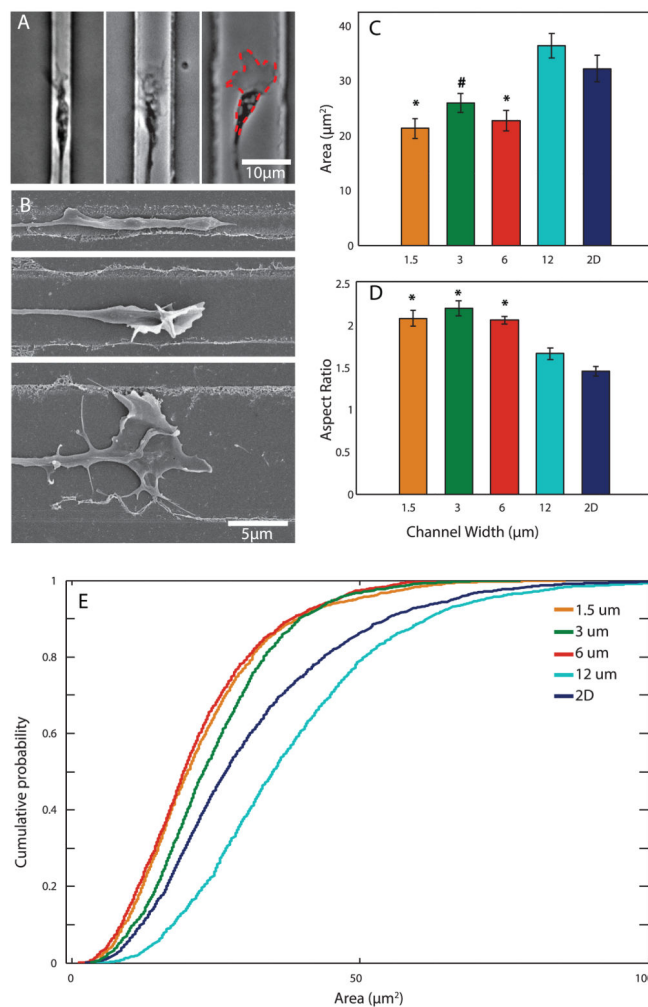 A
10μm
B
5μm
C
Area (μm²)
40
30
20
10
0
*
#
*
1.5
3
6
12
2D
D
Aspect Ratio
2.5
2
1.5
1
0.5
0
*
*
*
1.5
3
6
12
2D
Channel Width (μm)
E
Cumulative probability
1
0.8
0.6
0.4
0.2
0
0
50
100
Area (μm²)
1.5 um
3 um
6 um
12 um
2D